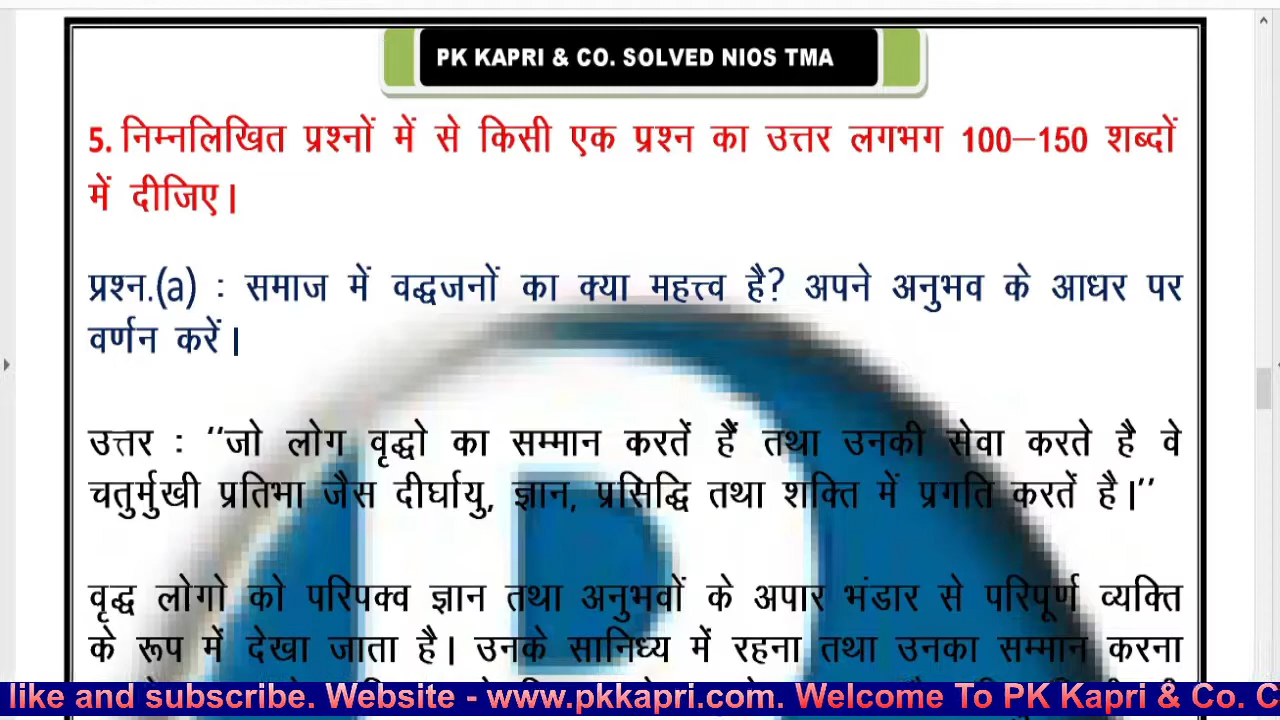 PK KAPRI & CO. SOLVED NIOS TMA
5. निम्नलिखित प्रश्नों में से किसी एक प्रश्न का उत्तर लगभग 100–150 शब्दों
में दीजिए।
प्रश्न.(a) : समाज में वद्धजनों का क्या महत्त्व है? अपने अनुभव के आधर पर
वर्णन करें।
उत्तर : ‘‘जो लोग वृद्धो का सम्मान करतें हैं तथा उनकी सेवा करते है वे
चतुर्मुखी प्रतिभा जैस दीर्घायु, ज्ञान, प्रसिद्धि तथा शक्ति में प्रगति करतें है।’’
वृद्ध लोगो को परिपक्व ज्ञान तथा अनुभवों के अपार भंडार से परिपूर्ण व्यक्ति
के रूप में देखा जाता है। उनके सानिध्य में रहना तथा उनका सम्मान करना
like and subscribe. Website - www.pkkapri.com. Welcome To PK Kapri & Co. C